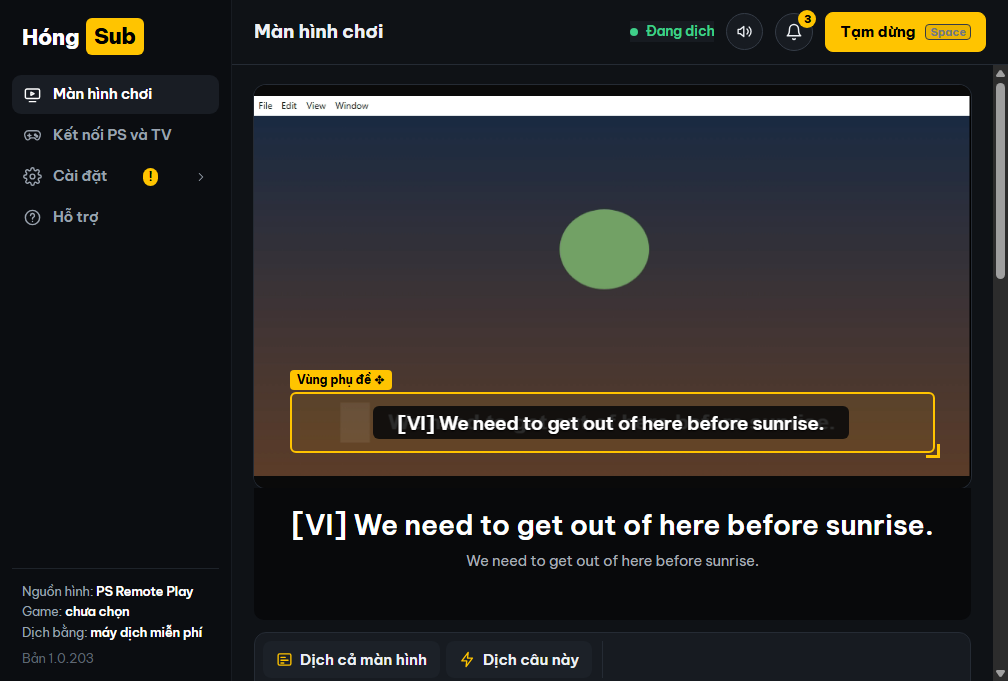 Hóng Sub
Màn hình chơi
Kết nối PS và TV
Cài đặt !
Hỗ trợ
Nguồn hình: PS Remote Play
Game: chưa chọn
Dịch bằng: máy dịch miễn phí
Bản 1.0.203
Màn hình chơi
Đang dịch
3
Tạm dừng Space
File Edit View Window
Vùng phụ đề
[VI] We need to get out of here before sunrise.
[VI] We need to get out of here before sunrise.
We need to get out of here before sunrise.
Dịch cả màn hình
Dịch câu này